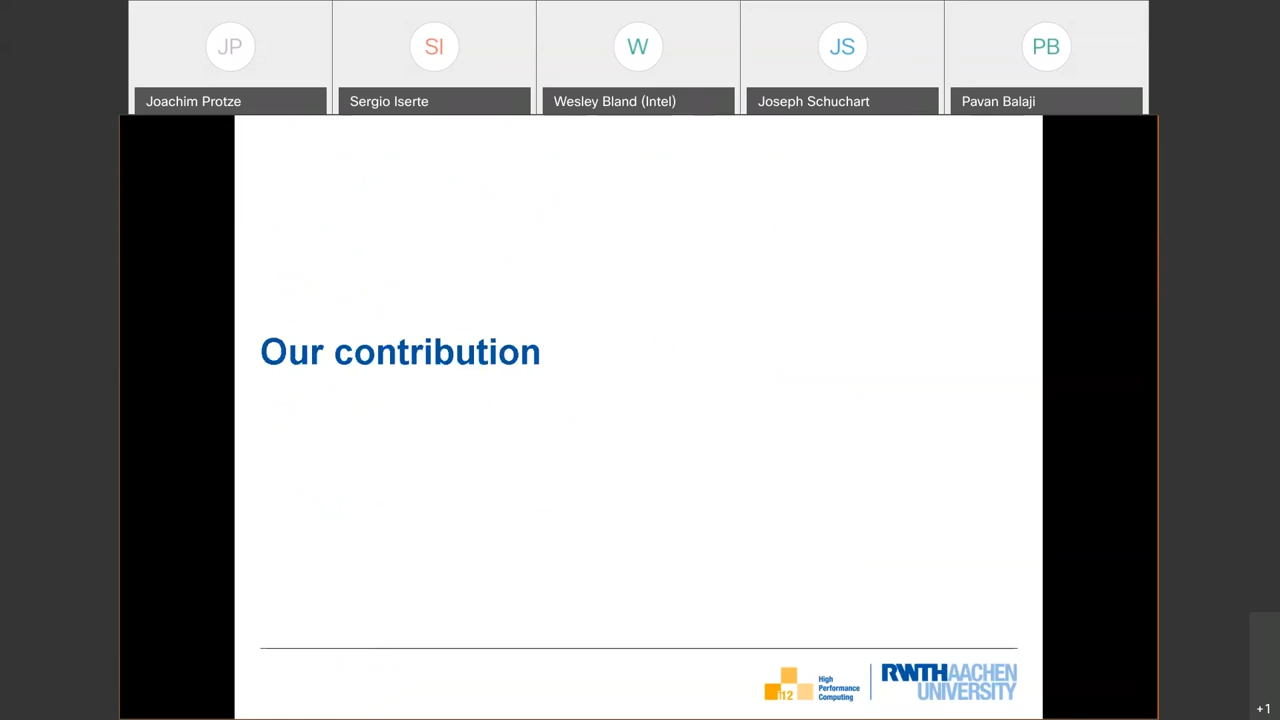 JP
SI
W
JS
PB
Joachim Protze
Sergio Iserte
Wesley Bland (Intel)
Joseph Schuchart
Pavan Balaji
Our contribution
i12
High
Performance
Computing
RWTHAACHEN
UNIVERSITY
+1